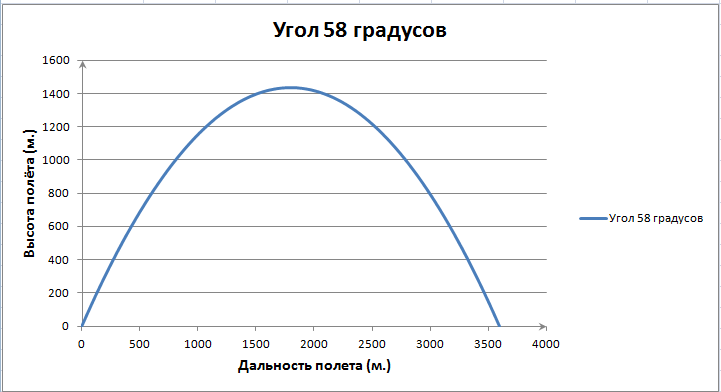 Угол 58 градусов
Высота полёта (м.)
1600
1400
1200
1000
800
600
400
200
0
0 500 1000 1500 2000 2500 3000 3500 4000
Дальность полета (м.)
Угол 58 градусов